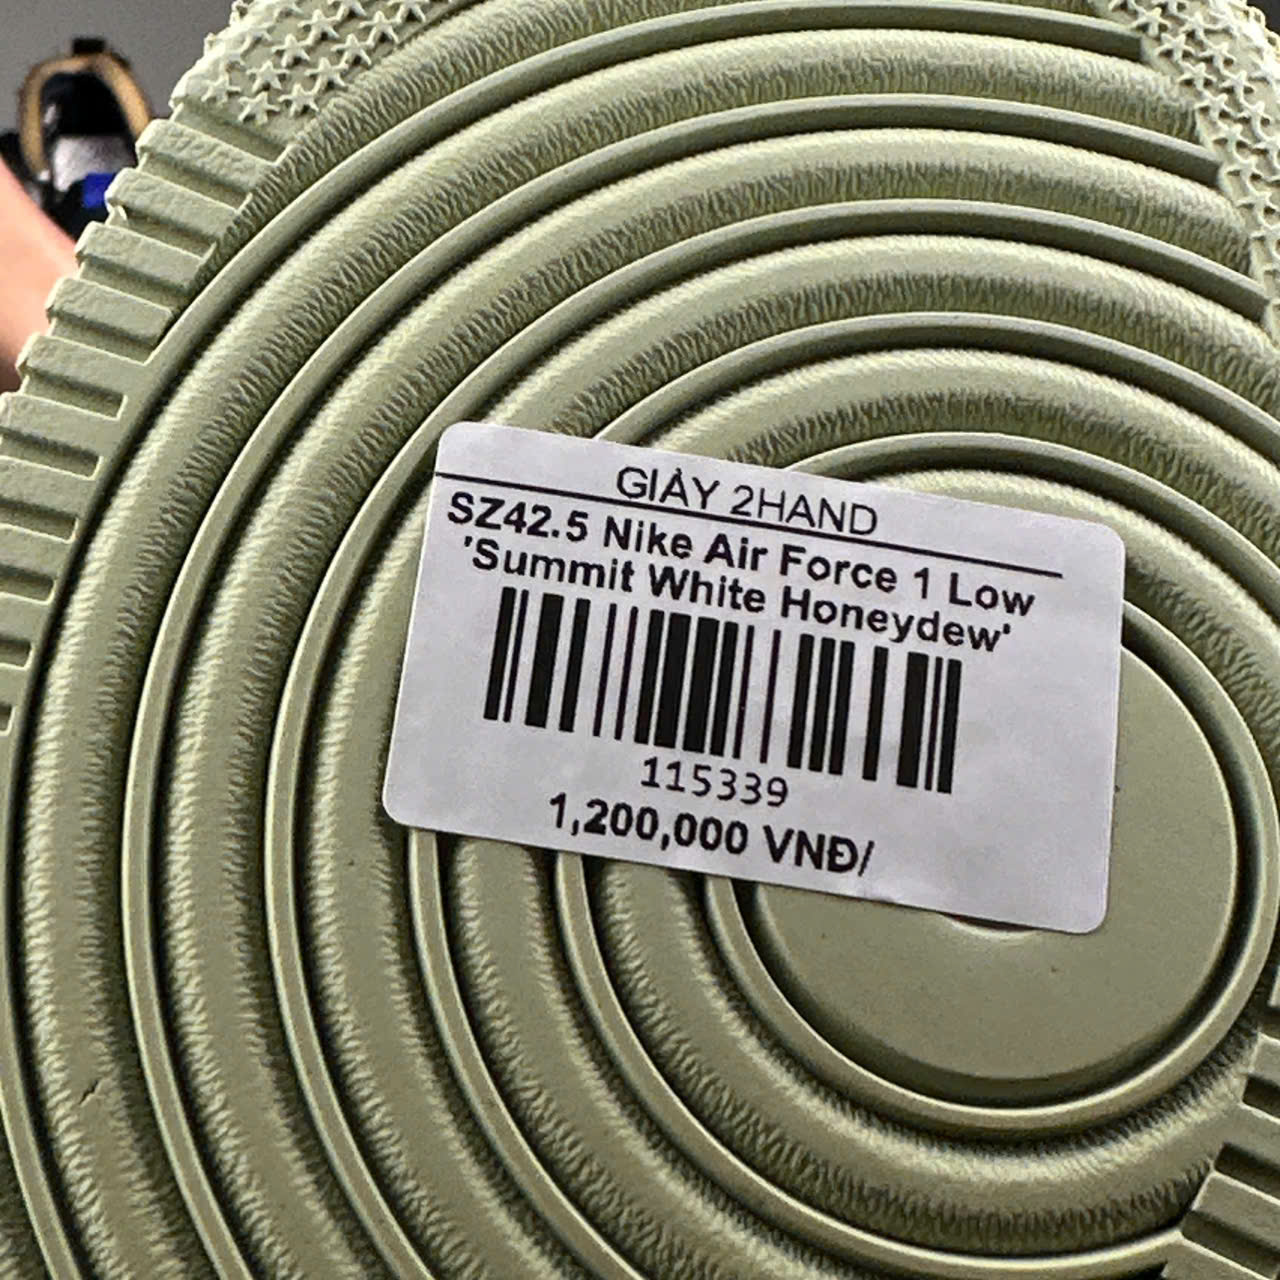 GIÀY 2HAND
SZ42.5 Nike Air Force 1 Low
'Summit White Honeydew'
115339
1,200,000 VNĐ/